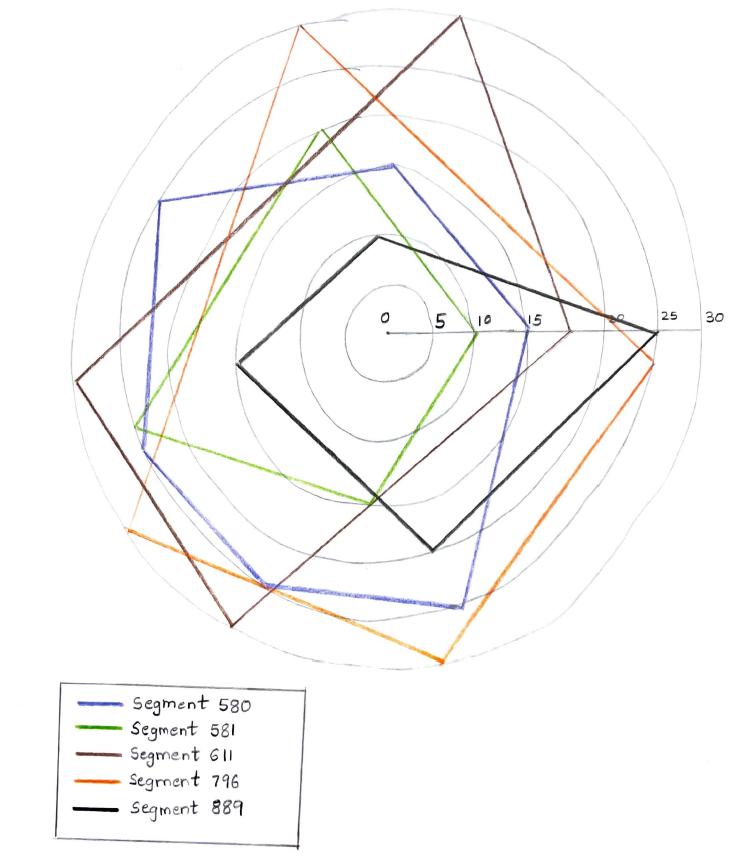 0 5 10 15 20 25 30
Segment 580
Segment 581
Segment 611
Segment 796
Segment 889